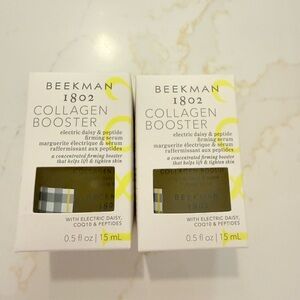 BEEKMAN
1802
COLLAGEN
BOOSTER
electric daisy & peptide
firming serum
marguerite électrique & sérum
raffermissant aux peptides
a concentrated firming booster
that helps lift & tighten skin
WITH ELECTRIC DAISY,
COQ10 & PEPTIDES
0.5 fl oz | 15 mL
BEEKMAN
1802
COLLAGEN
BOOSTER
electric daisy & peptide
firming serum
marguerite électrique & sérum
raffermissant aux peptides
a concentrated firming booster
that helps lift & tighten skin
COLLAGEN BOOSTER
BEEKMAN
WITH ELECTRIC DAISY,
COQ10 & PEPTIDES
0.5 fl oz | 15 mL